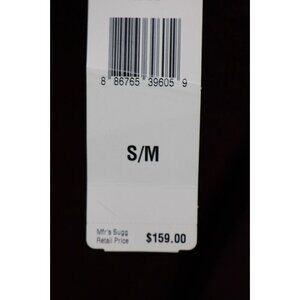 8 86765 39605 9
S/M
Mfr's Sugg
Retail Price $159.00